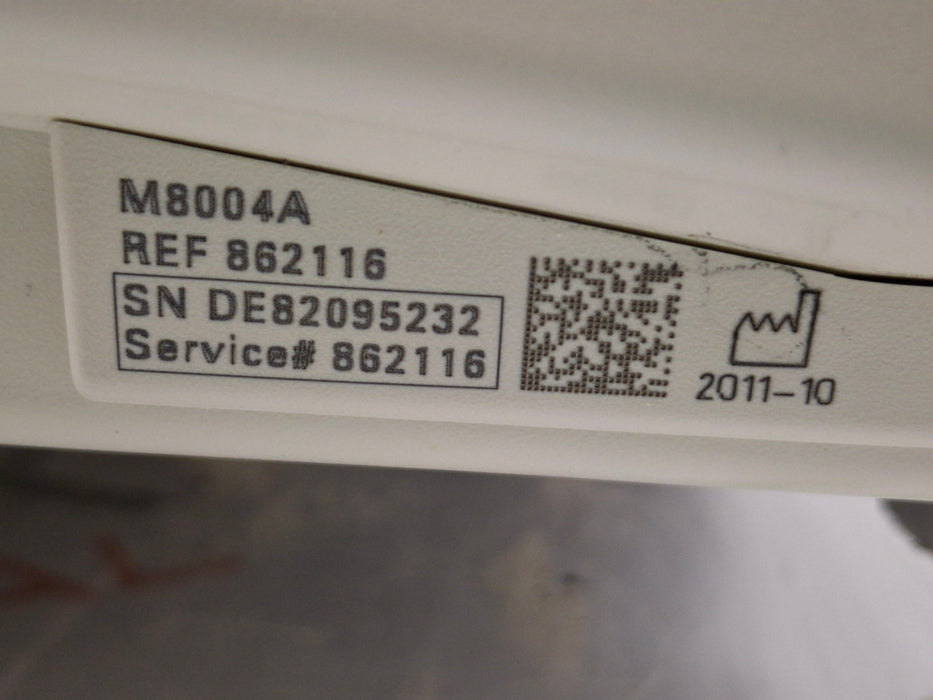 M8004A
REF 862116
SN DE82095232
Service# 862116
2011-10